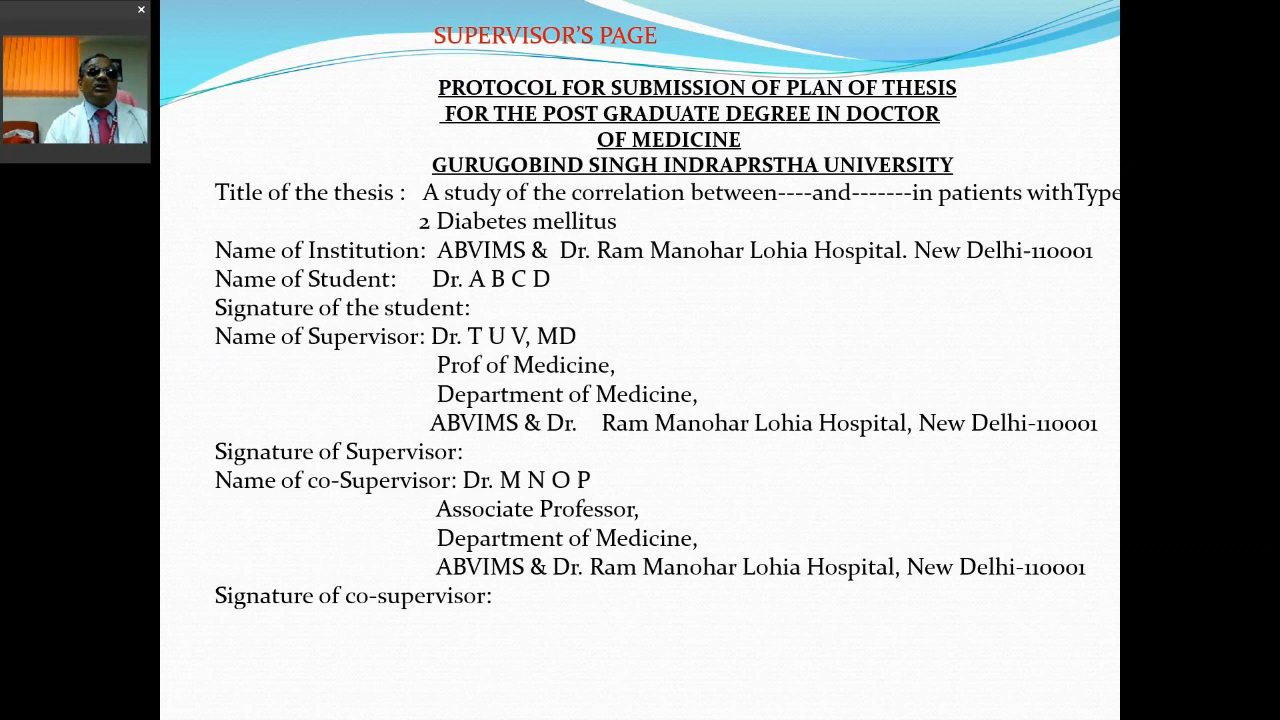 SUPERVISOR'S PAGE
PROTOCOL FOR SUBMISSION OF PLAN OF THESIS
FOR THE POST GRADUATE DEGREE IN DOCTOR
OF MEDICINE
GURUGOBIND SINGH INDRAPRSTHA UNIVERSITY
Title of the thesis : A study of the correlation between----and-------in patients withType
2 Diabetes mellitus
Name of Institution: ABVIMS & Dr. Ram Manohar Lohia Hospital. New Delhi-110001
Name of Student: Dr. A B C D
Signature of the student:
Name of Supervisor: Dr. T U V, MD
Prof of Medicine,
Department of Medicine,
ABVIMS & Dr. Ram Manohar Lohia Hospital, New Delhi-110001
Signature of Supervisor:
Name of co-Supervisor: Dr. M N O P
Associate Professor,
Department of Medicine,
ABVIMS & Dr. Ram Manohar Lohia Hospital, New Delhi-110001
Signature of co-supervisor: